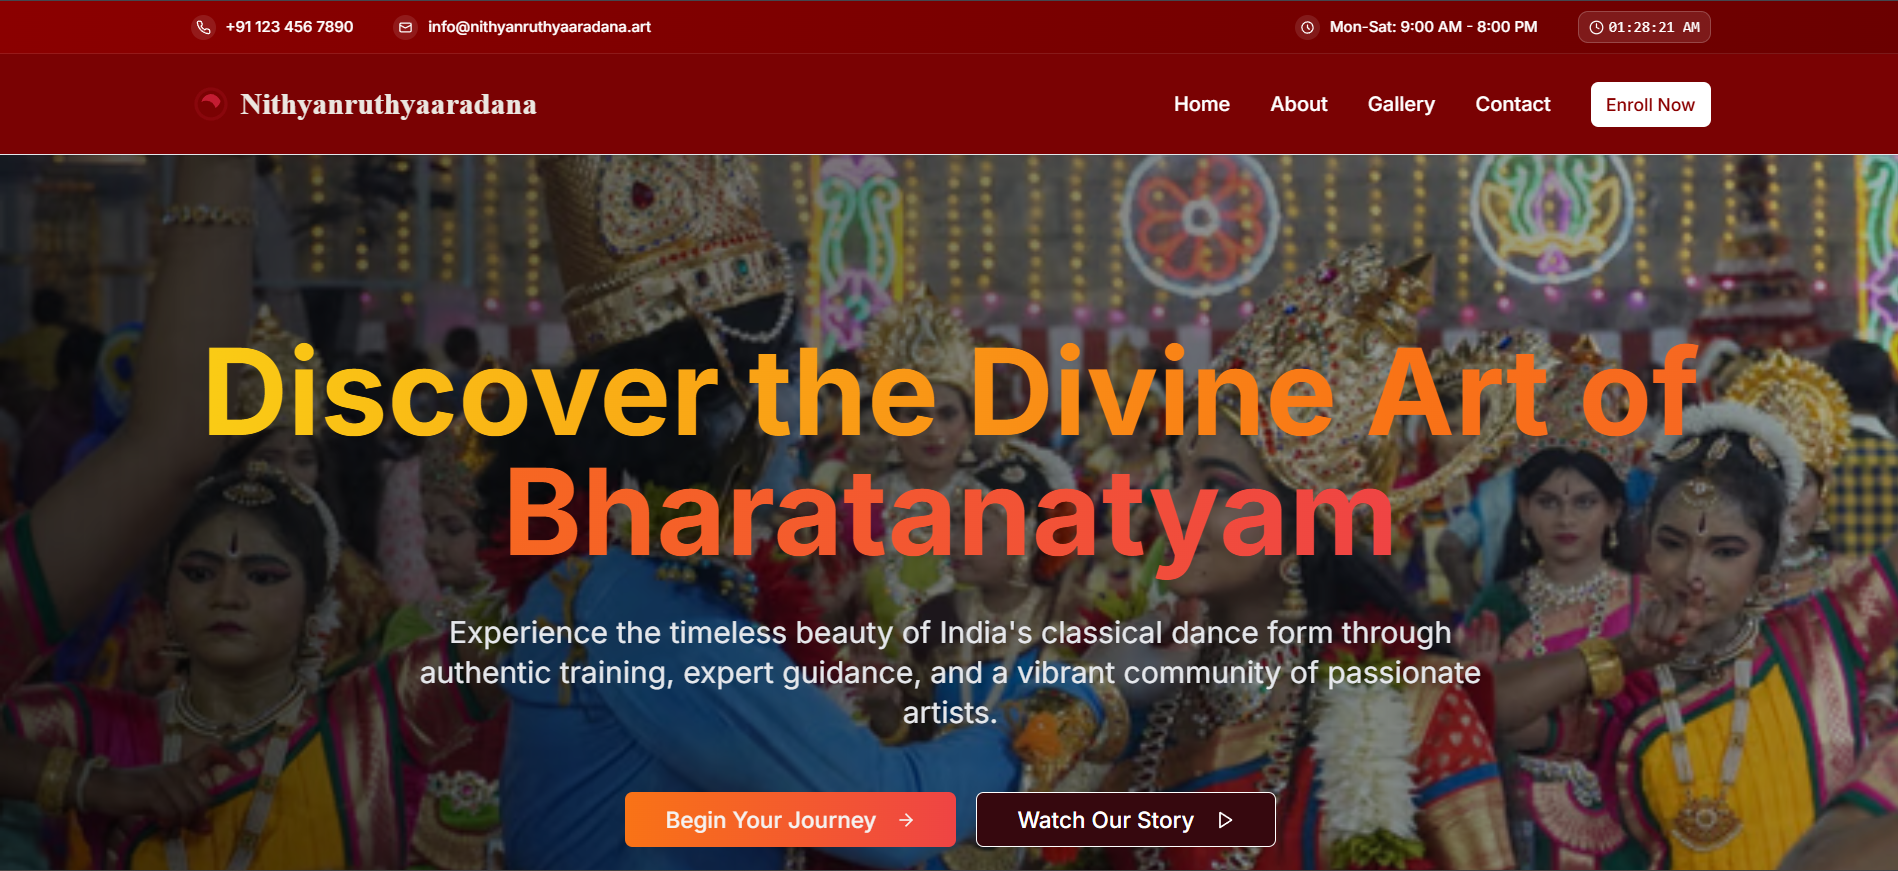 +91 123 456 7890
info@nithyanruthyaaradana.art
Mon-Sat: 9:00 AM - 8:00 PM
01:28:21 AM
Nithyanruthyaaradana
Home
About
Gallery
Contact
Enroll Now
Discover the Divine Art of
Bharatanatyam
Experience the timeless beauty of India's classical dance form through
authentic training, expert guidance, and a vibrant community of passionate
artists.
Begin Your Journey
Watch Our Story